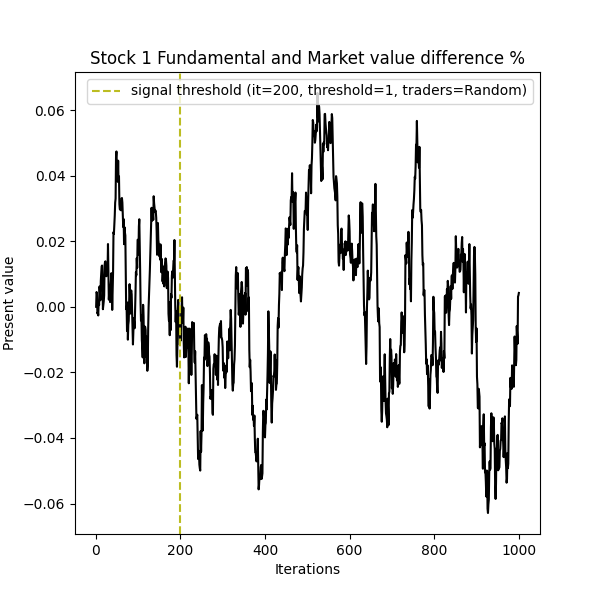 Stock 1 Fundamental and Market value difference %
signal threshold (it=200, threshold=1, traders=Random)
0.06
0.04
0.02
0.00
−0.02
−0.04
−0.06
Present value
0 200 400 600 800 1000
Iterations